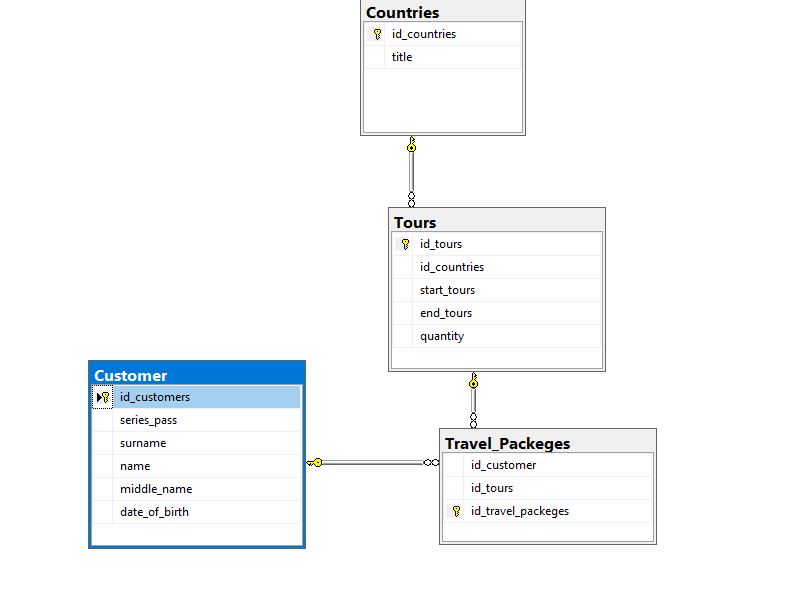 Countries
id_countries
title
Tours
id_tours
id_countries
start_tours
end_tours
quantity
Customer
id_customers
series_pass
surname
name
middle_name
date_of_birth
Travel_Packeges
id_customer
id_tours
id_travel_packeges